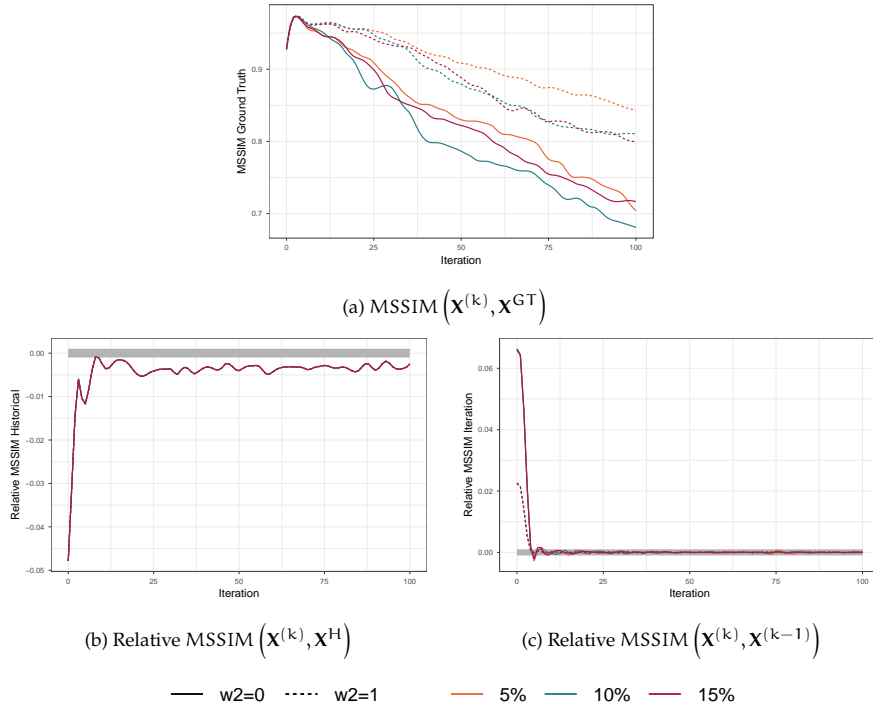 MSSIM Ground Truth
0.9
0.8
0.7
0 25 50 75 100
Iteration
(a) MSSIM (X^(k), X^GT)
Relative MSSIM Historical
0.00
−0.01
−0.02
−0.03
−0.04
−0.05
0 25 50 75 100
Iteration
(b) Relative MSSIM (X^(k), X^H)
Relative MSSIM Iteration
0.06
0.04
0.02
0.00
0 25 50 75 100
Iteration
(c) Relative MSSIM (X^(k), X^(k−1))
w2=0 w2=1 5% 10% 15%